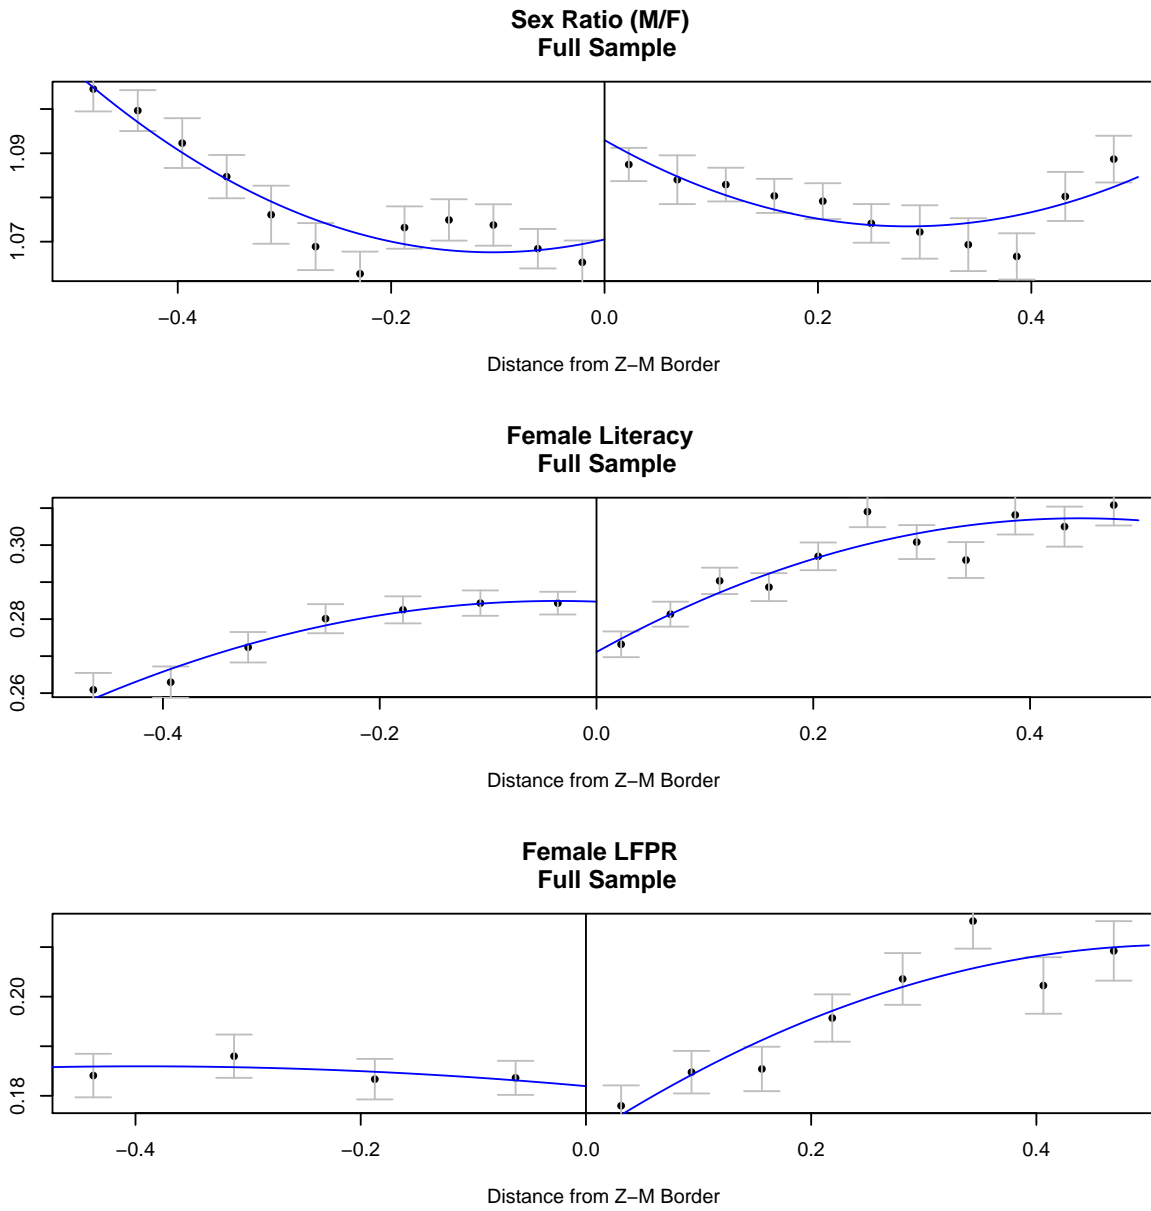 Sex Ratio (M/F)
Full Sample
1.09
1.07
−0.4 −0.2 0.0 0.2 0.4
Distance from Z−M Border
Female Literacy
Full Sample
0.30
0.28
0.26
−0.4 −0.2 0.0 0.2 0.4
Distance from Z−M Border
Female LFPR
Full Sample
0.20
0.18
−0.4 −0.2 0.0 0.2 0.4
Distance from Z−M Border